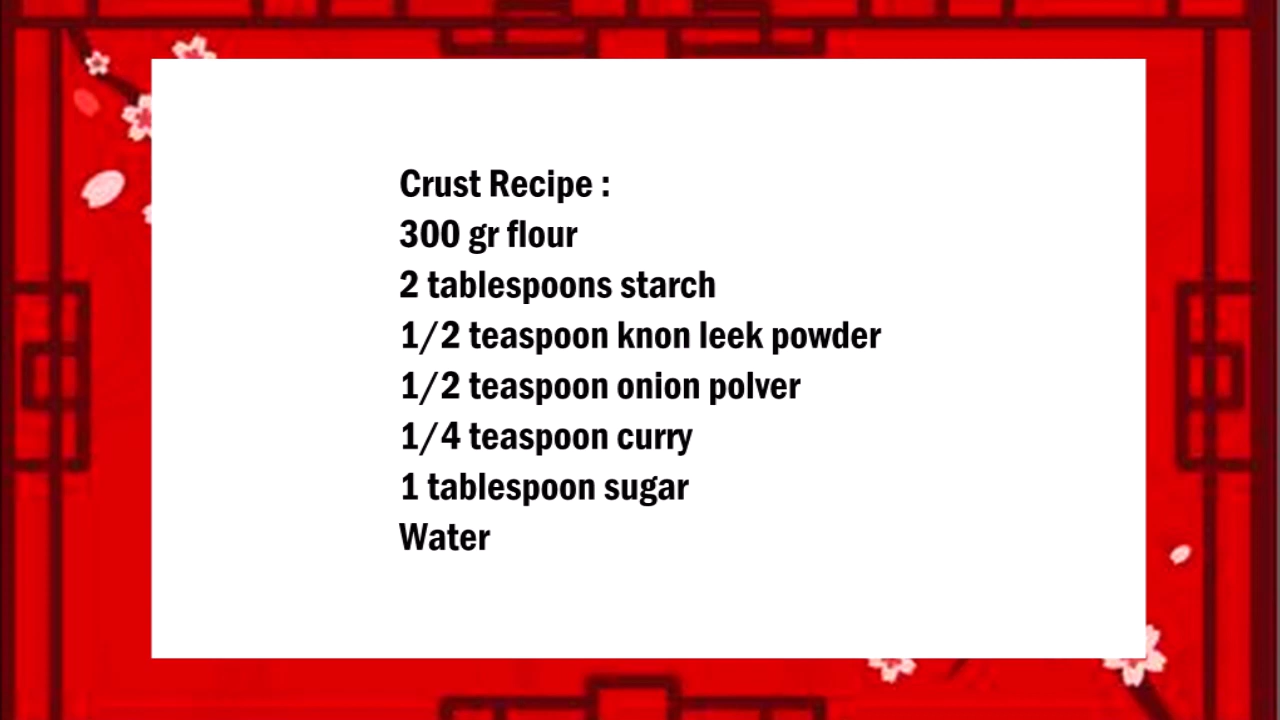 Crust Recipe :
300 gr flour
2 tablespoons starch
1/2 teaspoon knon leek powder
1/2 teaspoon onion polver
1/4 teaspoon curry
1 tablespoon sugar
Water